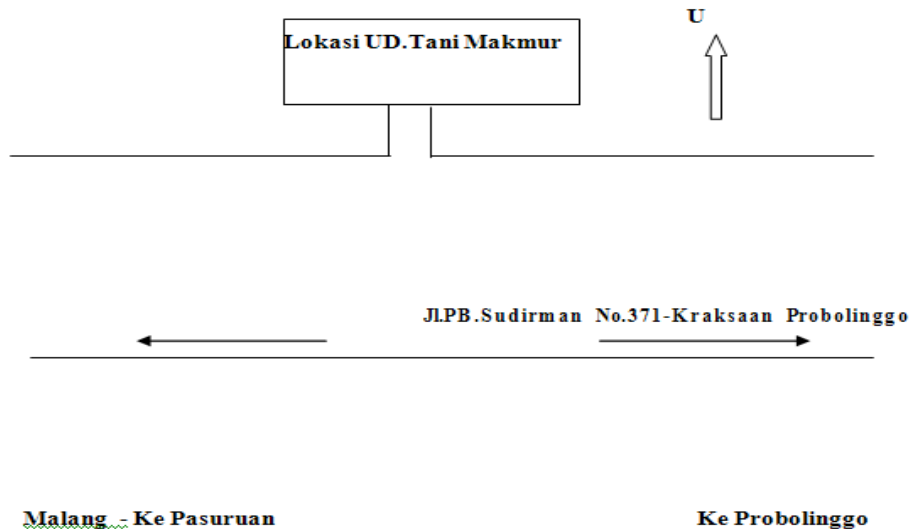 U
Lokasi UD.Tani Makmur
Jl.PB.Sudirman No.371-Kraksaan Probolinggo
Malang - Ke Pasuruan
Ke Probolinggo